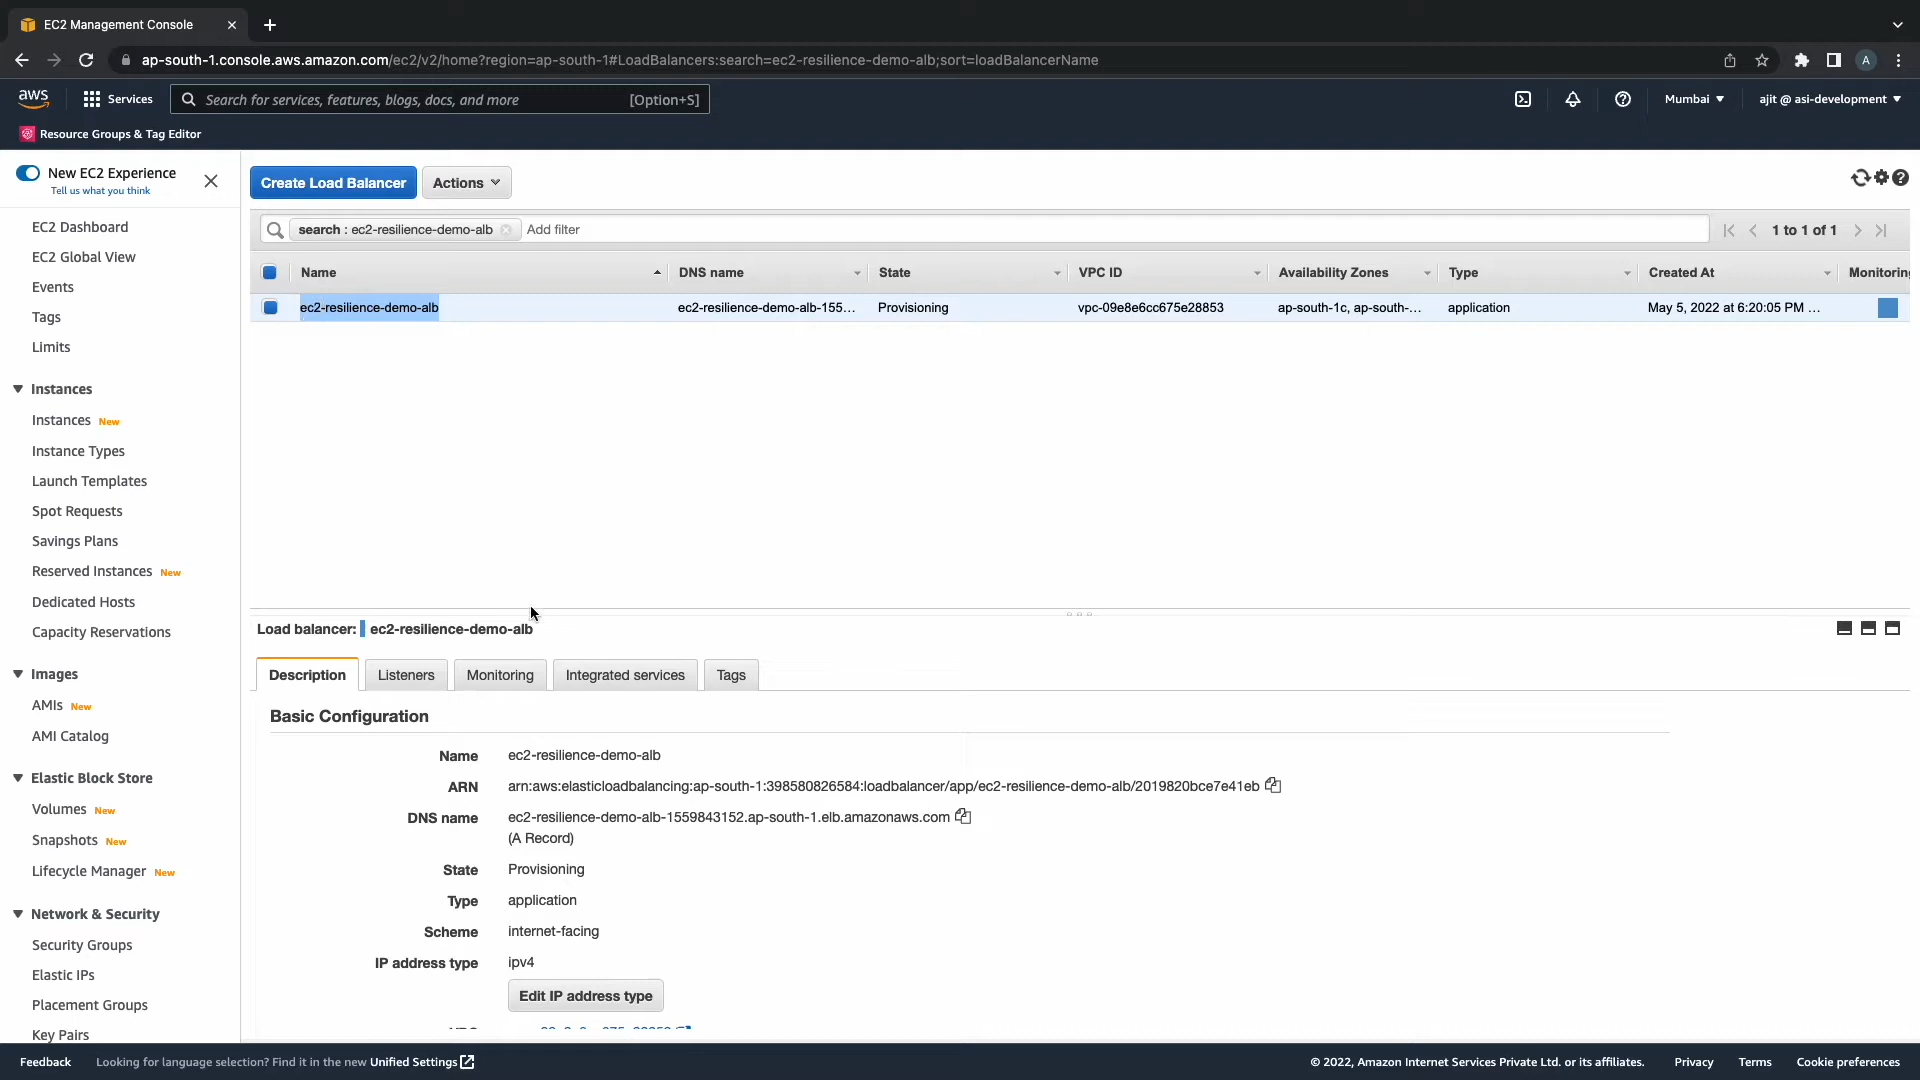 EC2 Management Console
ap-south-1.console.aws.amazon.com/ec2/v2/home?region=ap-south-1#LoadBalancers:search=ec2-resilience-demo-alb;sort=loadBalancerName
A
aws
Services
Search for services, features, blogs, docs, and more
[Option+S]
Mumbai
ajit @ asi-development
Resource Groups & Tag Editor
New EC2 Experience
Tell us what you think
EC2 Dashboard
EC2 Global View
Events
Tags
Limits
Instances
Instances New
Instance Types
Launch Templates
Spot Requests
Savings Plans
Reserved Instances New
Dedicated Hosts
Capacity Reservations
Images
AMIs New
AMI Catalog
Elastic Block Store
Volumes New
Snapshots New
Lifecycle Manager New
Network & Security
Security Groups
Elastic IPs
Placement Groups
Key Pairs
Create Load Balancer
Actions
search : ec2-resilience-demo-alb
Add filter
1 to 1 of 1
Name DNS name State VPC ID Availability Zones Type Created At Monitoring
ec2-resilience-demo-alb ec2-resilience-demo-alb-155... Provisioning vpc-09e8e6cc675e28853 ap-south-1c, ap-south-... application May 5, 2022 at 6:20:05 PM ...
Load balancer: ec2-resilience-demo-alb
Description Listeners Monitoring Integrated services Tags
Basic Configuration
Name ec2-resilience-demo-alb
ARN arn:aws:elasticloadbalancing:ap-south-1:398580826584:loadbalancer/app/ec2-resilience-demo-alb/2019820bce7e41eb
DNS name ec2-resilience-demo-alb-1559843152.ap-south-1.elb.amazonaws.com
(A Record)
State Provisioning
Type application
Scheme internet-facing
IP address type ipv4
Edit IP address type
Feedback
Looking for language selection? Find it in the new Unified Settings
© 2022, Amazon Internet Services Private Ltd. or its affiliates.
Privacy
Terms
Cookie preferences